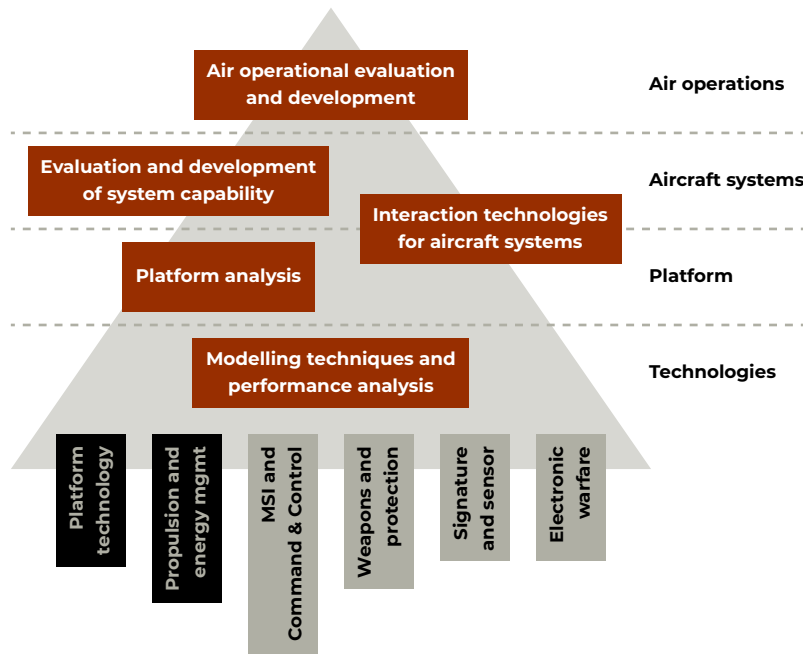 Air operational evaluation
and development
Air operations
Evaluation and development
of system capability
Aircraft systems
Interaction technologies
for aircraft systems
Platform analysis
Platform
Modelling techniques and
performance analysis
Technologies
Platform
technology
Propulsion and
energy mgmt
MSI and
Command & Control
Weapons and
protection
Signature
and sensor
Electronic
warfare